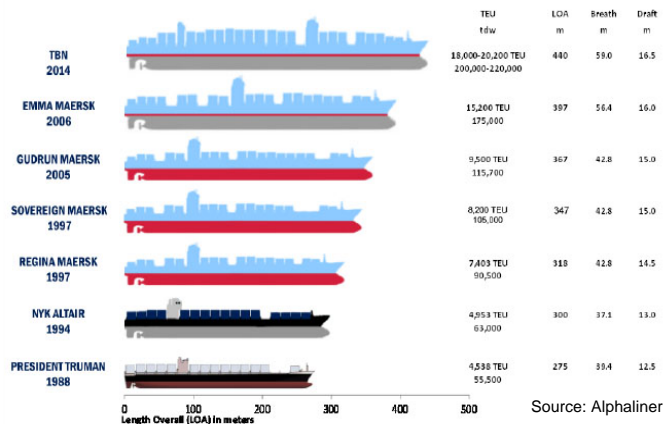 TEU LOA Breath Draft
tdw m m m
TBN 18,000-20,200 TEU 440 59.0 16.5
2014 200,000-220,000
EMMA MAERSK 15,200 TEU 397 56.4 16.0
2006 175,000
GUDRUN MAERSK 9,500 TEU 367 42.8 15.0
2005 115,700
SOVEREIGN MAERSK 8,200 TEU 347 42.8 15.0
1997 105,000
REGINA MAERSK 7,403 TEU 318 42.8 14.5
1997 90,500
NYK ALTAIR 4,953 TEU 300 37.1 13.0
1994 63,000
PRESIDENT TRUMAN 4,538 TEU 275 39.4 12.5
1988 55,500
0 100 200 300 400 500
Length Overall (LOA) in meters
Source: Alphaliner